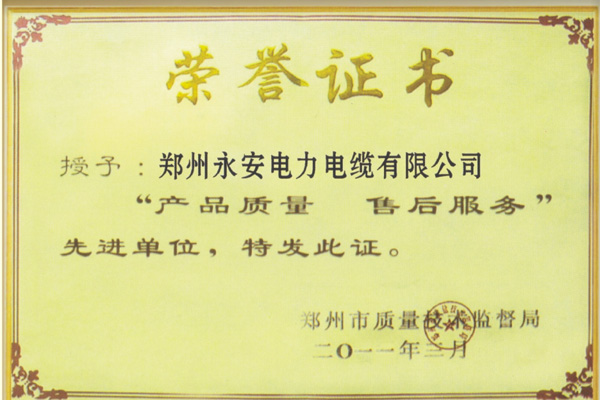 荣誉证书
授予：郑州永安电力电缆有限公司
“产品质量 售后服务”
先进单位，特发此证。
郑州市质量技术监督局
二〇一一年三月